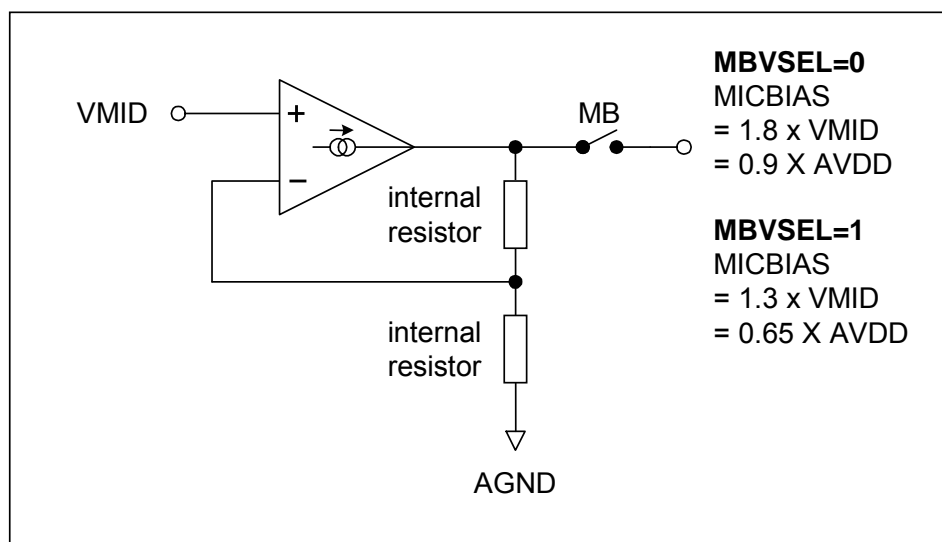 VMID
+
−
MB
internal
resistor
internal
resistor
AGND
MBVSEL=0
MICBIAS
= 1.8 x VMID
= 0.9 X AVDD
MBVSEL=1
MICBIAS
= 1.3 x VMID
= 0.65 X AVDD